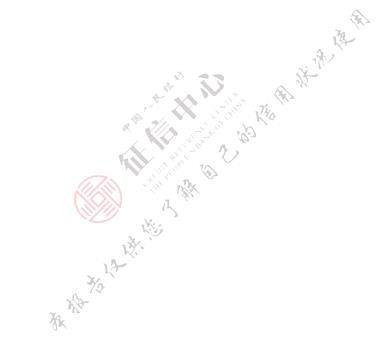 中国人民银行
征信中心
CREDIT REFERENCE CENTER
THE PEOPLE'S BANK OF CHINA
本报告仅供您了解自己的信用状况使用